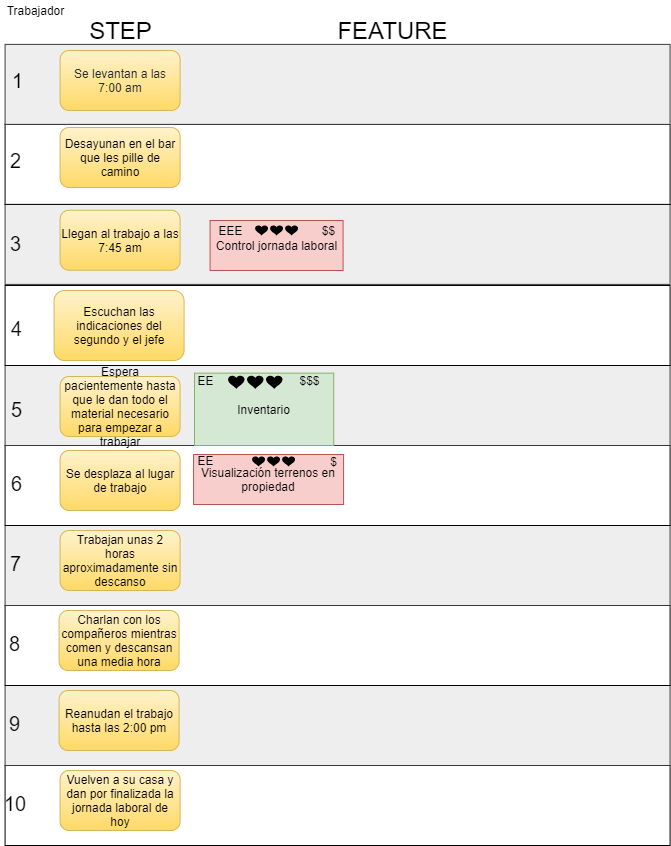 Trabajador
STEP FEATURE
1
Se levantan a las
7:00 am
2
Desayunan en el bar
que les pille de
camino
3
Llegan al trabajo a las
7:45 am
EEE $$
Control jornada laboral
4
Escuchan las
indicaciones del
segundo y el jefe
5
Espera
pacientemente hasta
que le dan todo el
material necesario
para empezar a
trabajar
EE $$$
Inventario
6
Se desplaza al lugar
de trabajo
EE $
Visualización terrenos en
propiedad
7
Trabajan unas 2
horas
aproximadamente sin
descanso
8
Charlan con los
compañeros mientras
comen y descansan
una media hora
9
Reanudan el trabajo
hasta las 2:00 pm
10
Vuelven a su casa y
dan por finalizada la
jornada laboral de
hoy